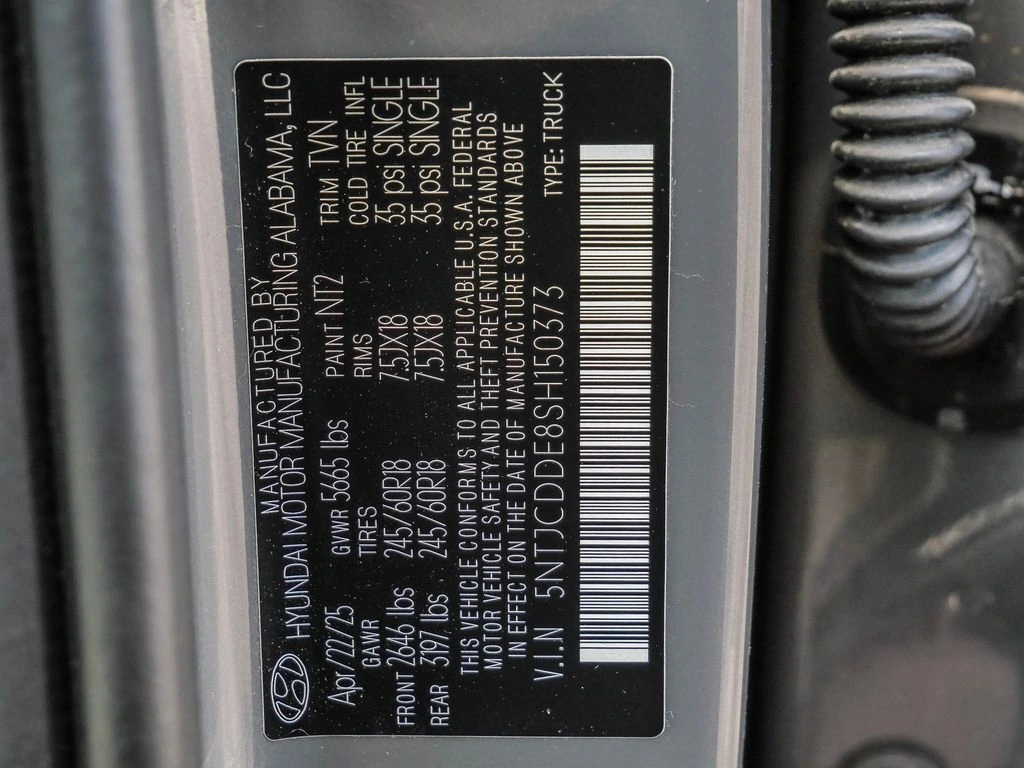 MANUFACTURED BY
HYUNDAI MOTOR MANUFACTURING ALABAMA, LLC
Apr/22/25 GVWR 5665 lbs PAINT NT2 TRIM TVN
GAWR TIRES RIMS COLD TIRE INFL
FRONT 2646 lbs 245/60R18 7.5JX18 35 psi SINGLE
REAR 3197 lbs 245/60R18 7.5JX18 35 psi SINGLE
THIS VEHICLE CONFORMS TO ALL APPLICABLE U.S.A. FEDERAL
MOTOR VEHICLE SAFETY AND THEFT PREVENTION STANDARDS
IN EFFECT ON THE DATE OF MANUFACTURE SHOWN ABOVE
V.I.N 5NTJCDDE8SH150373 TYPE: TRUCK